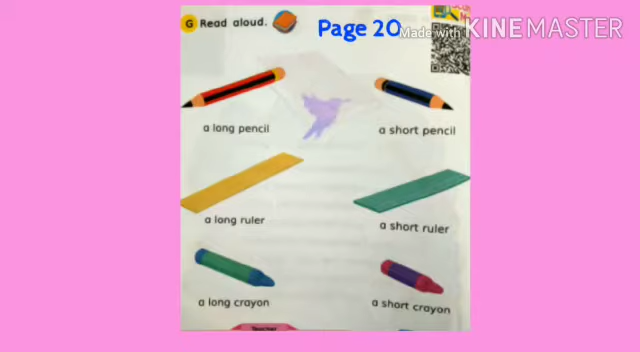 G Read aloud.
Page 20
Made with KINEMASTER
a long pencil
a short pencil
a long ruler
a short ruler
a long crayon
a short crayon
Teacher